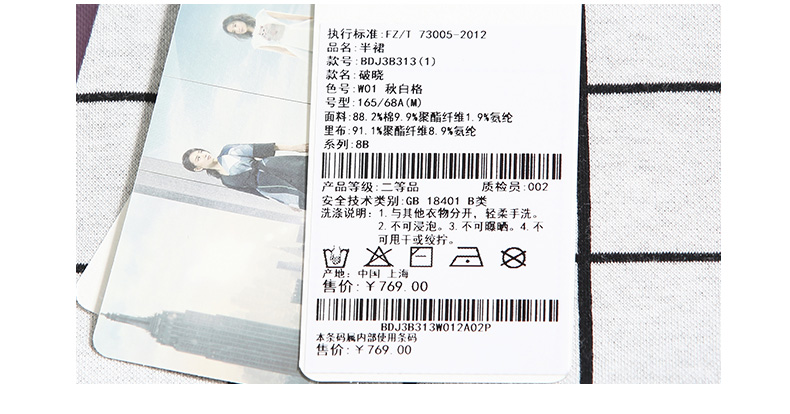 执行标准:FZ/T 73005-2012
品名:半裙
款号:BDJ3B313(1)
款名:破晓
色号:W01 秋白格
号型:165/68A(M)
面料:88.2%棉9.9%聚酯纤维1.9%氨纶
里布:91.1%聚酯纤维8.9%氨纶
系列:8B
产品等级:二等品 质检员:002
安全技术类别:GB 18401 B类
洗涤说明:1.与其他衣物分开，轻柔手洗。
2.不可浸泡。3.不可曝晒。4.不
可甩干或绞拧。
产地:中国 上海
售价:￥769.00
BDJ3B313W012A02P
本条码属内部使用条码
售价:￥769.00